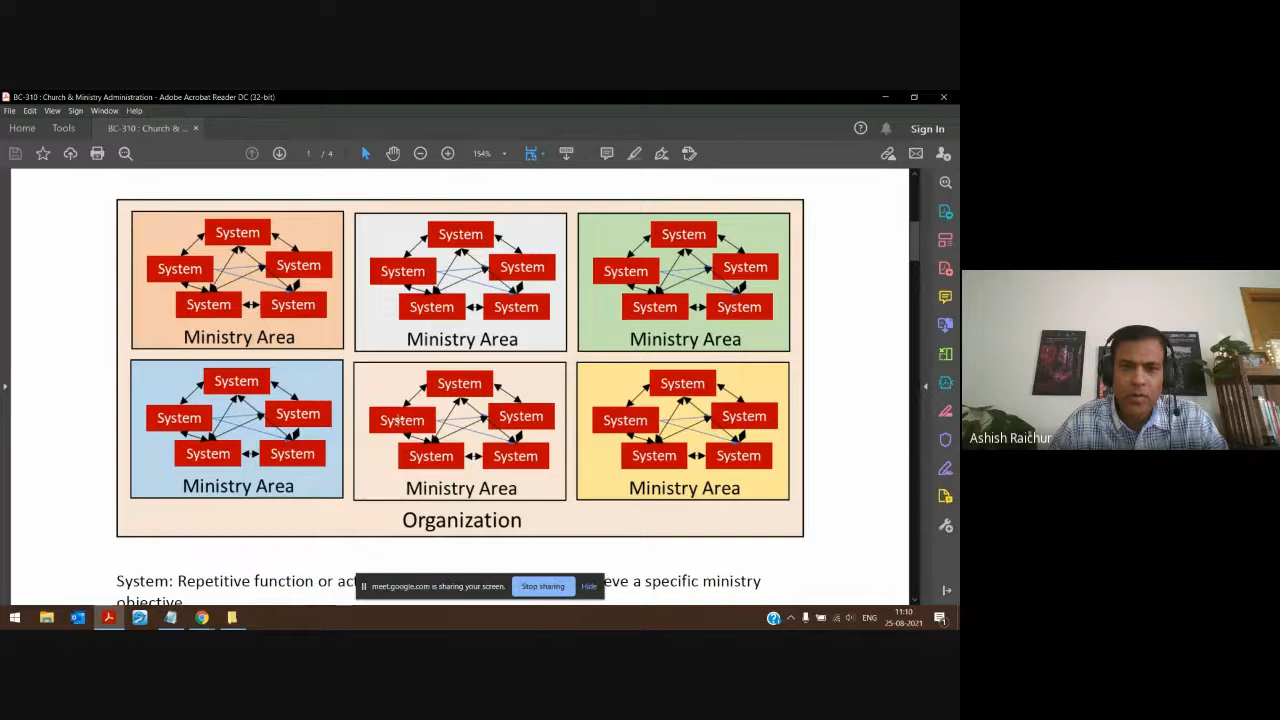 BC-310 : Church & Ministry Administration - Adobe Acrobat Reader DC (32-bit)
File Edit View Sign Window Help
Home Tools BC-310 : Church & ... × Sign In
1 / 4 154%
System System System
System System System System System System
System System System System System System
Ministry Area Ministry Area Ministry Area
System System System
System System System System System System
System System System System System System
Ministry Area Ministry Area Ministry Area
Organization
System: Repetitive function or eve a specific ministry
objective
meet.google.com is sharing your screen. Stop sharing Hide
ENG 11:10
25-08-2021
Ashish Raichur